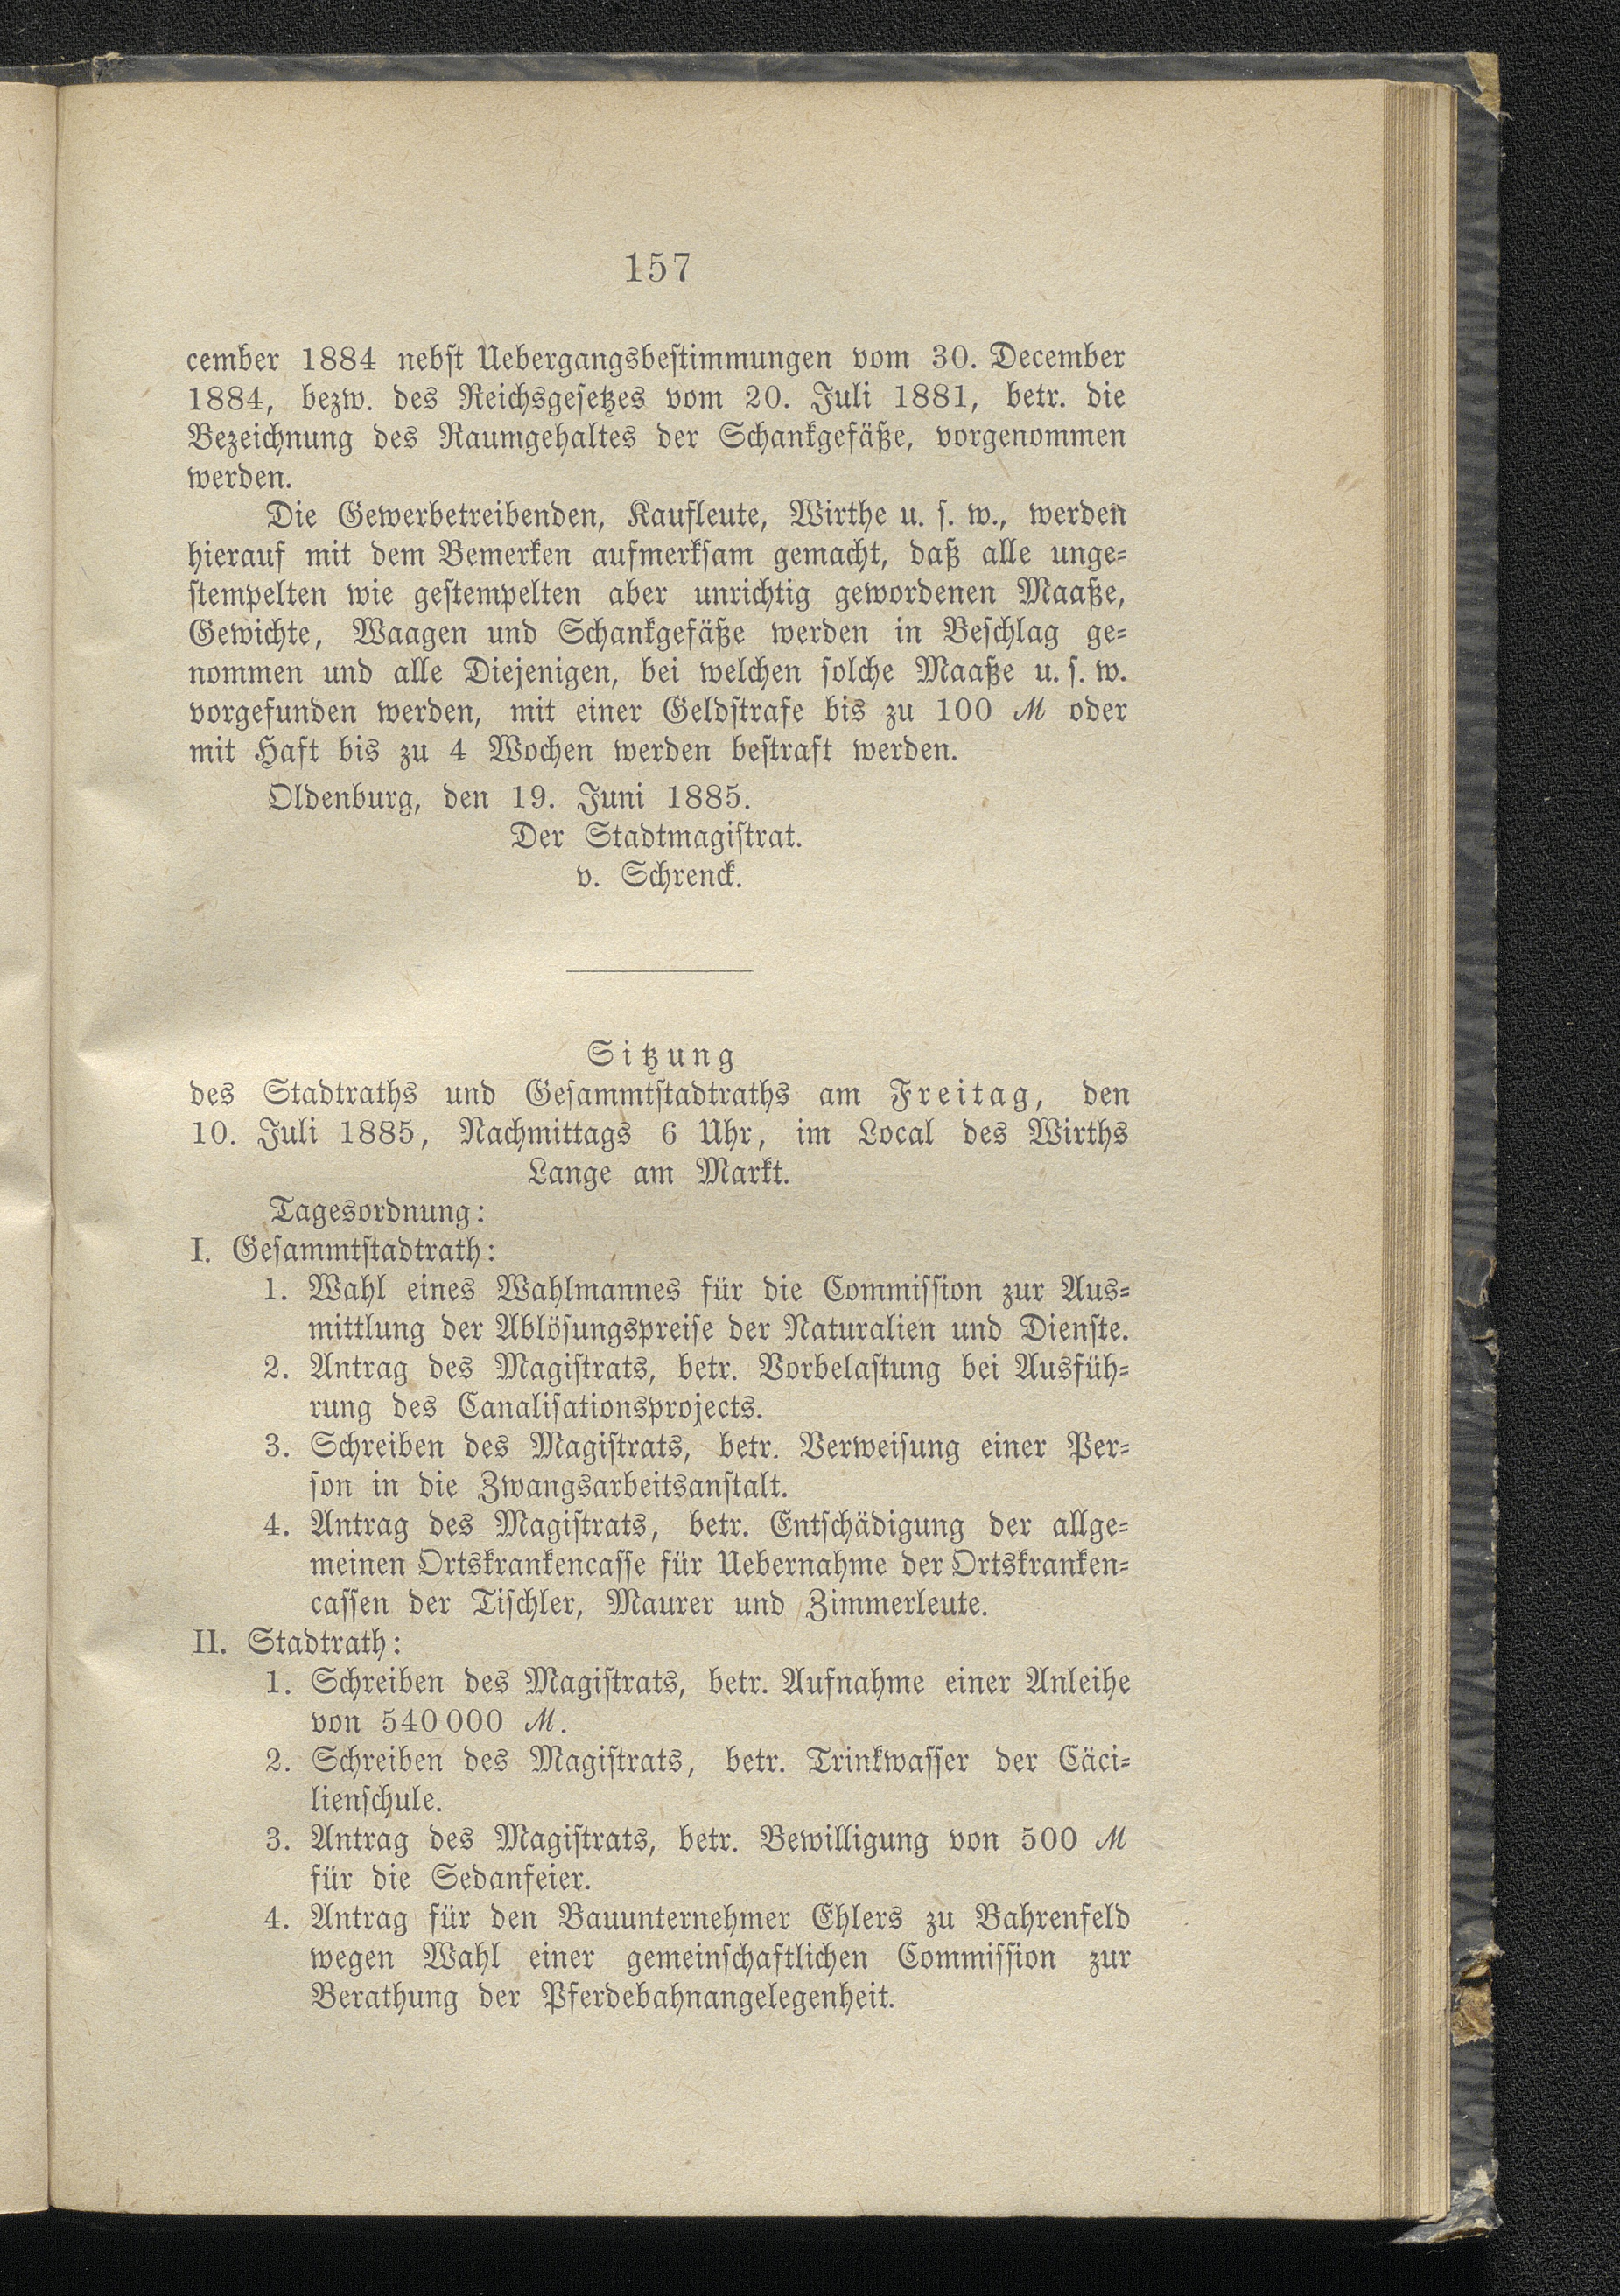 157
cember 1884 nebst Uebergangsbestimmungen vom 30. December
1884, bezw. des Reichsgesetzes vom 20. Juli 1881, betr. die
Bezeichnung des Raumgehaltes der Schankgefäße, vorgenommen
werden.
Die Gewerbetreibenden, Kaufleute, Wirthe u. s. w., werden
hierauf mit dem Bemerken aufmerksam gemacht, daß alle unge-
stempelten wie gestempelten aber unrichtig gewordenen Maaße,
Gewichte, Waagen und Schankgefäße werden in Beschlag ge-
nommen und alle Diejenigen, bei welchen solche Maaße u. s. w.
vorgefunden werden, mit einer Geldstrafe bis zu 100 ℳ oder
mit Haft bis zu 4 Wochen werden bestraft werden.
Oldenburg, den 19. Juni 1885.
Der Stadtmagistrat.
v. Schrenck.
Sitzung
des Stadtraths und Gesammtstadtraths am Freitag, den
10. Juli 1885, Nachmittags 6 Uhr, im Local des Wirths
Lange am Markt.
Tagesordnung:
I. Gesammtstadtrath:
1. Wahl eines Wahlmannes für die Commission zur Aus-
mittlung der Ablösungspreise der Naturalien und Dienste.
2. Antrag des Magistrats, betr. Vorbelastung bei Ausfüh-
rung des Canalisationsprojects.
3. Schreiben des Magistrats, betr. Verweisung einer Per-
son in die Zwangsarbeitsanstalt.
4. Antrag des Magistrats, betr. Entschädigung der allge-
meinen Ortskrankencasse für Uebernahme der Ortskranken-
cassen der Tischler, Maurer und Zimmerleute.
II. Stadtrath:
1. Schreiben des Magistrats, betr. Aufnahme einer Anleihe
von 540 000 ℳ.
2. Schreiben des Magistrats, betr. Trinkwasser der Cäci-
lienschule.
3. Antrag des Magistrats, betr. Bewilligung von 500 ℳ
für die Sedanfeier.
4. Antrag für den Bauunternehmer Ehlers zu Bahrenfeld
wegen Wahl einer gemeinschaftlichen Commission zur
Berathung der Pferdebahnangelegenheit.